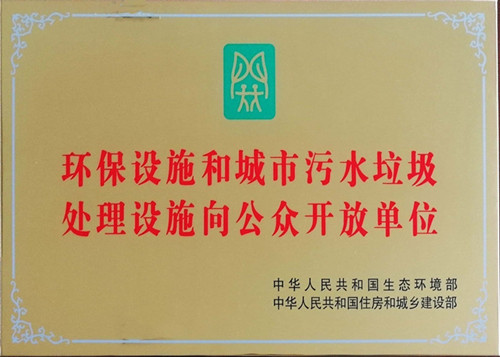 环保设施和城市污水垃圾
处理设施向公众开放单位
中华人民共和国生态环境部
中华人民共和国住房和城乡建设部